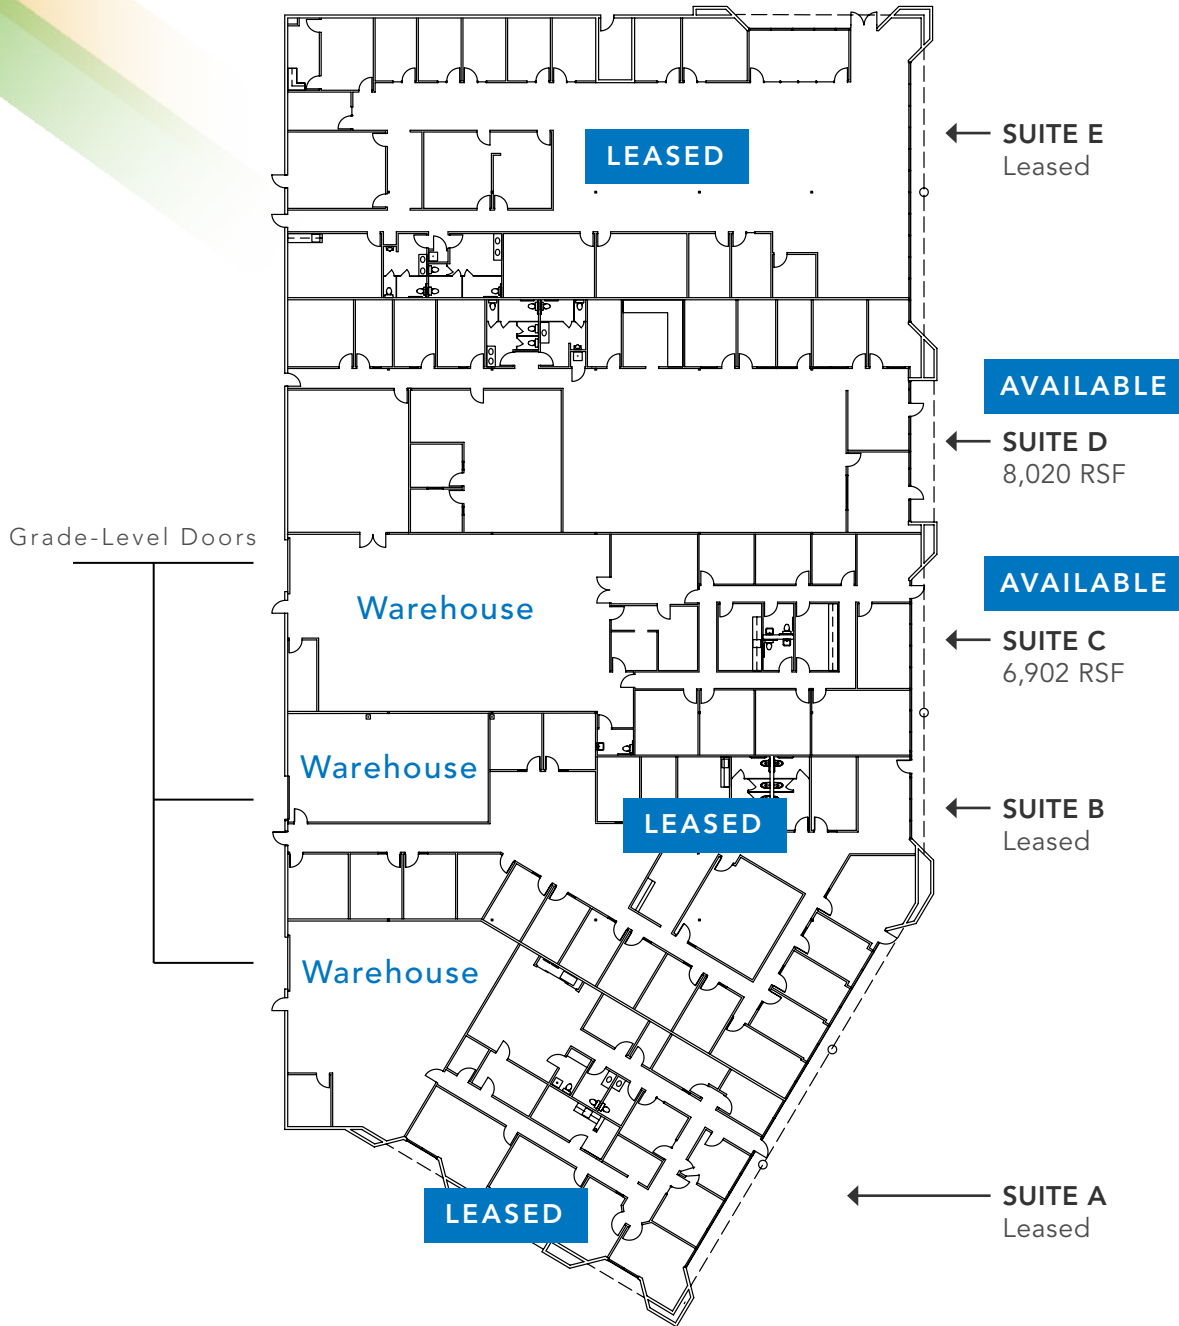 LEASED
SUITE E
Leased
AVAILABLE
SUITE D
8,020 RSF
Grade-Level Doors
AVAILABLE
Warehouse
SUITE C
6,902 RSF
Warehouse
LEASED
SUITE B
Leased
Warehouse
LEASED
SUITE A
Leased